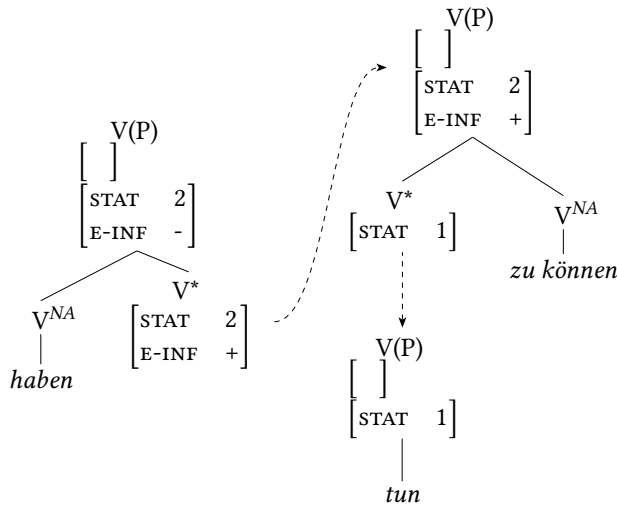 V(P)
[ ]
[STAT 2
E-INF -]
V^NA
haben
V*
[STAT 2
E-INF +]
V(P)
[ ]
[STAT 2
E-INF +]
V*
[STAT 1]
V^NA
zu können
V(P)
[ ]
[STAT 1]
tun